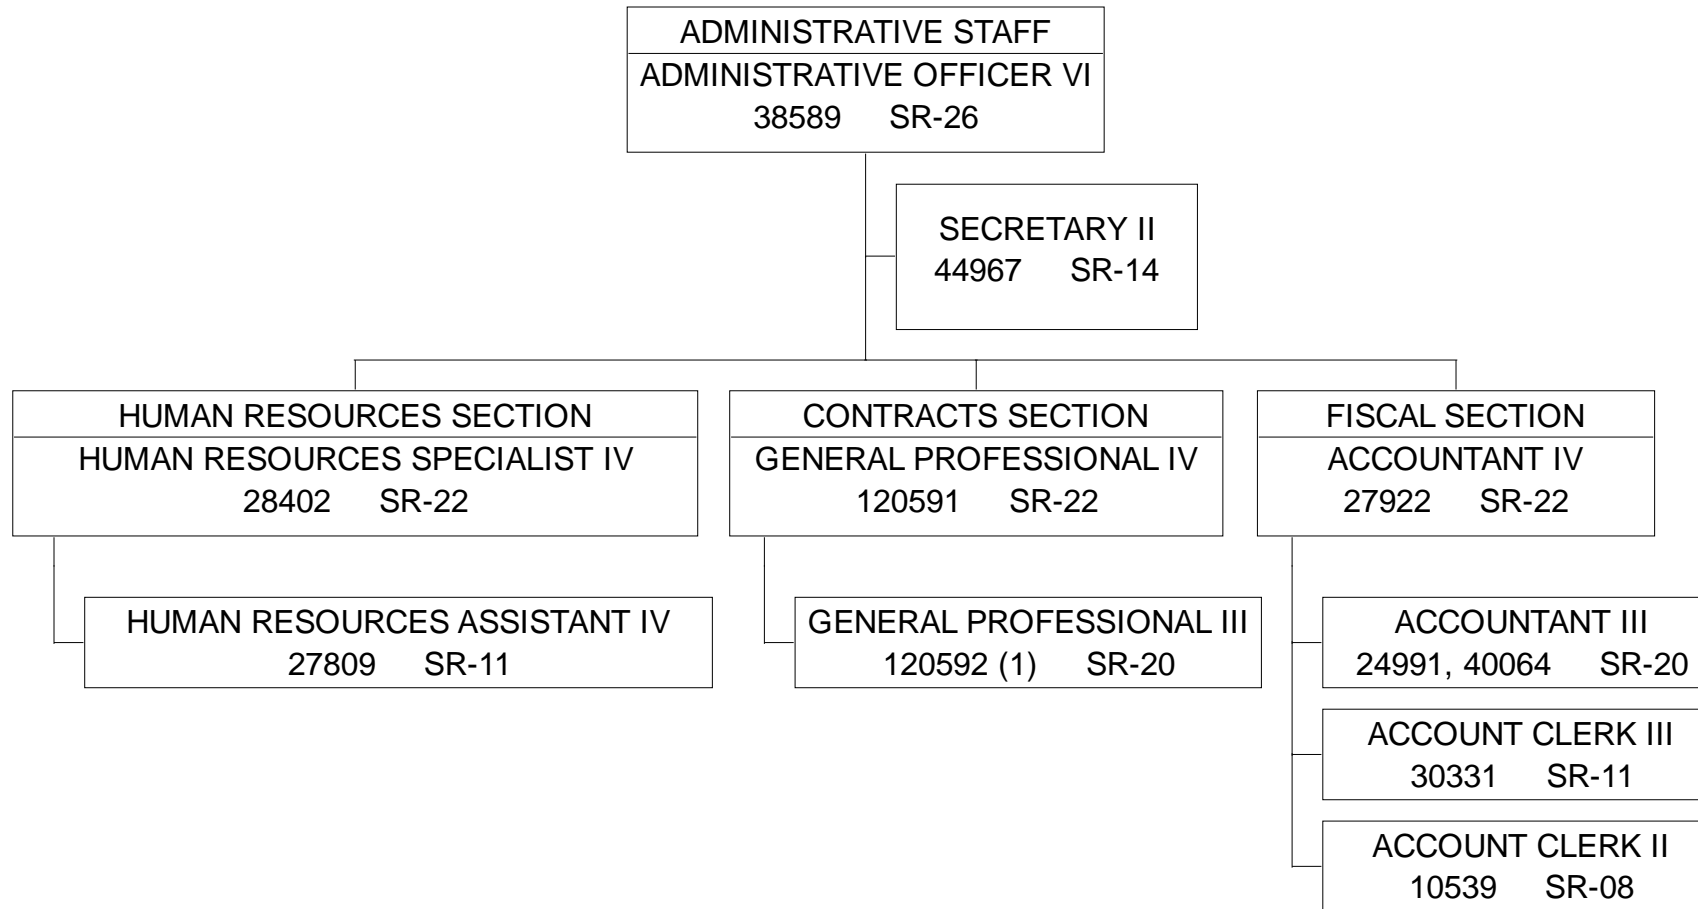 ADMINISTRATIVE STAFF
ADMINISTRATIVE OFFICER VI
38589 SR-26
SECRETARY II
44967 SR-14
HUMAN RESOURCES SECTION
HUMAN RESOURCES SPECIALIST IV
28402 SR-22
HUMAN RESOURCES ASSISTANT IV
27809 SR-11
CONTRACTS SECTION
GENERAL PROFESSIONAL IV
120591 SR-22
GENERAL PROFESSIONAL III
120592 (1) SR-20
FISCAL SECTION
ACCOUNTANT IV
27922 SR-22
ACCOUNTANT III
24991, 40064 SR-20
ACCOUNT CLERK III
30331 SR-11
ACCOUNT CLERK II
10539 SR-08